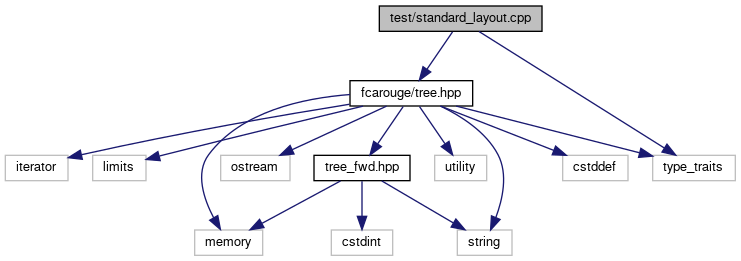 test/standard_layout.cpp
fcarouge/tree.hpp
iterator
limits
ostream
tree_fwd.hpp
utility
cstddef
type_traits
memory
cstdint
string